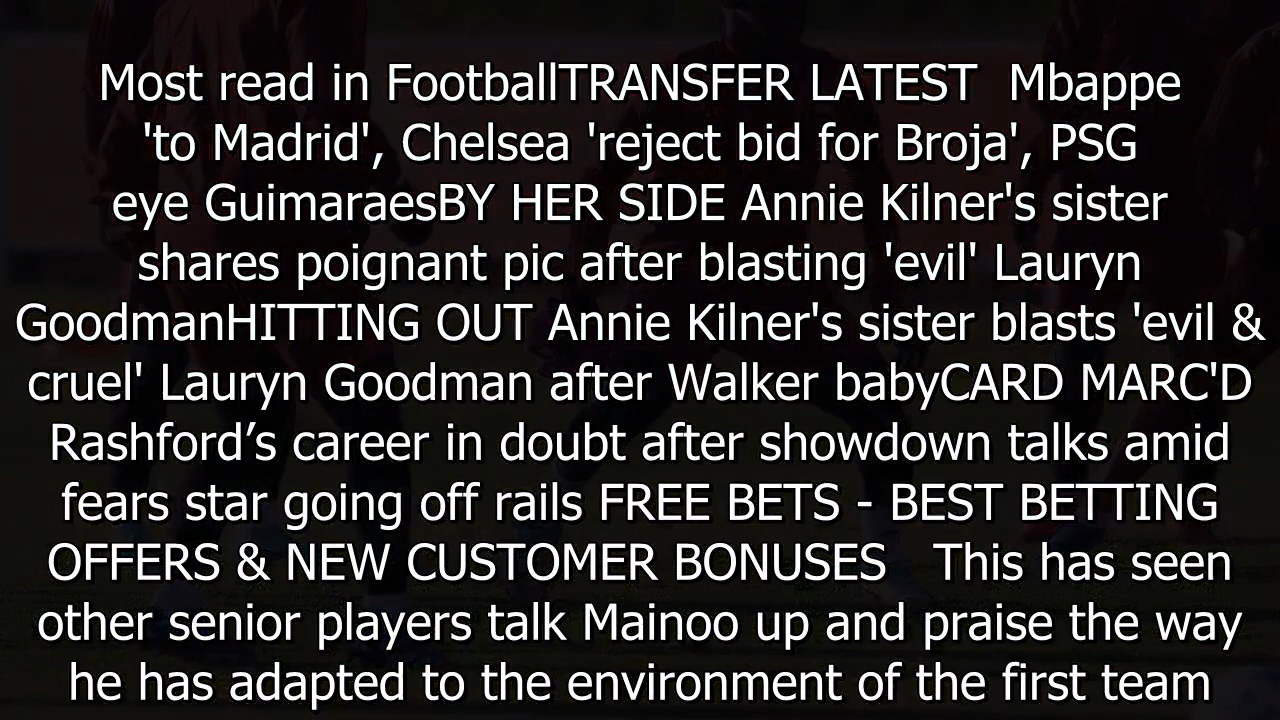 Most read in FootballTRANSFER LATEST  Mbappe
'to Madrid', Chelsea 'reject bid for Broja', PSG
eye GuimaraesBY HER SIDE Annie Kilner's sister
shares poignant pic after blasting 'evil' Lauryn
GoodmanHITTING OUT Annie Kilner's sister blasts 'evil &
cruel' Lauryn Goodman after Walker babyCARD MARC'D
Rashford’s career in doubt after showdown talks amid
fears star going off rails FREE BETS - BEST BETTING
OFFERS & NEW CUSTOMER BONUSES   This has seen
other senior players talk Mainoo up and praise the way
he has adapted to the environment of the first team